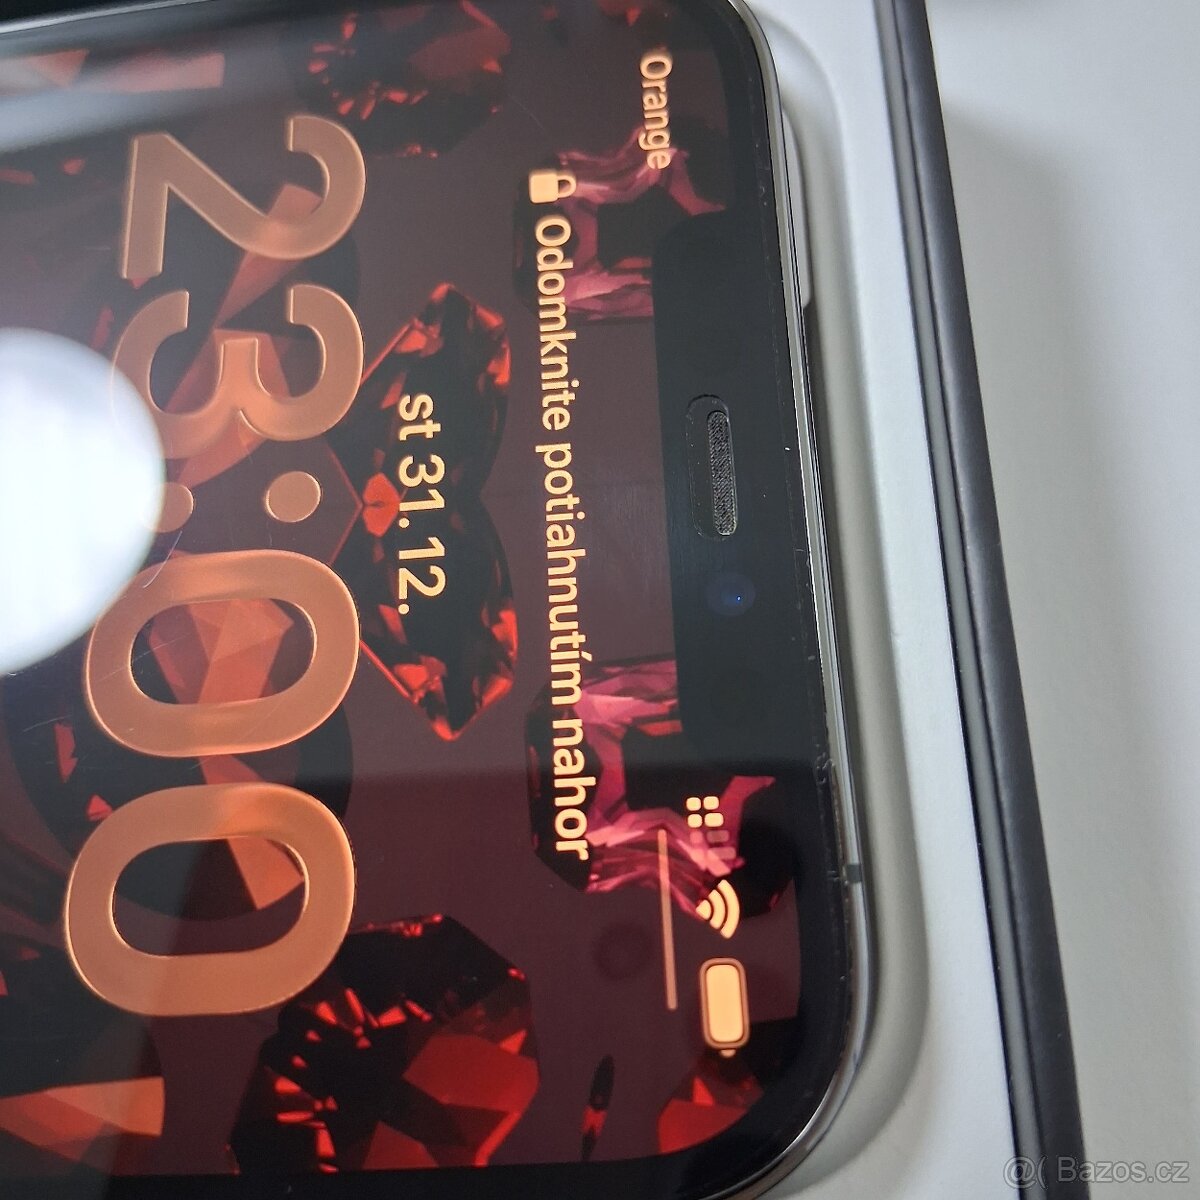 Orange
Odomknite potiahnutím nahor
st 31. 12.
23:00
@( Bazos.cz